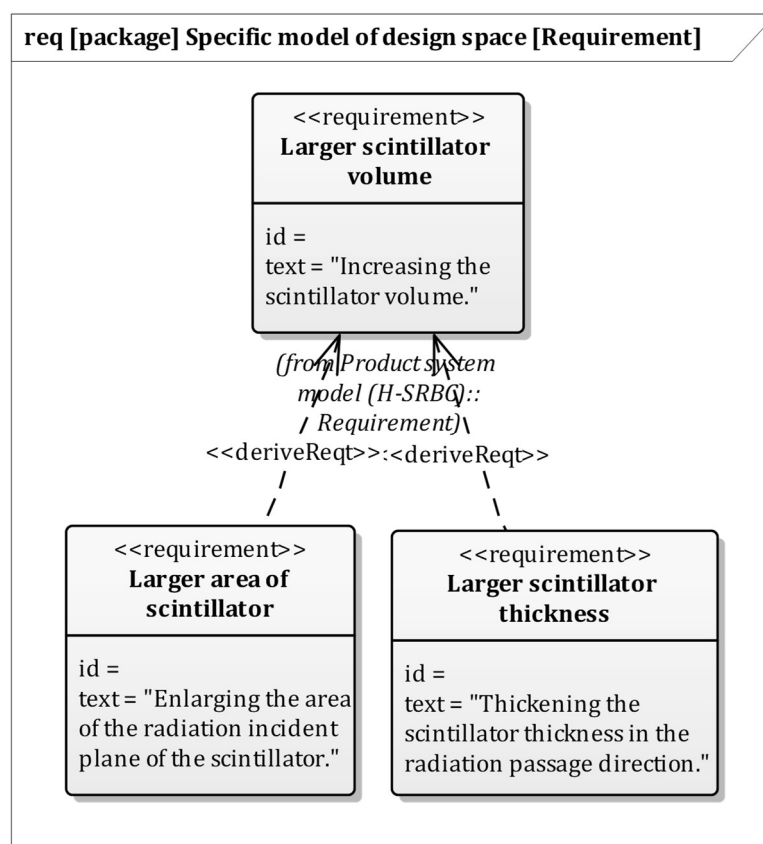 req [package] Specific model of design space [Requirement]
<<requirement>>
Larger scintillator
volume
id =
text = "Increasing the
scintillator volume."
(from Product system
model (H-SRBC)::
Requirement)
<<deriveReqt>>
<<deriveReqt>>
<<requirement>>
Larger area of
scintillator
id =
text = "Enlarging the area
of the radiation incident
plane of the scintillator."
<<requirement>>
Larger scintillator
thickness
id =
text = "Thickening the
scintillator thickness in the
radiation passage direction."